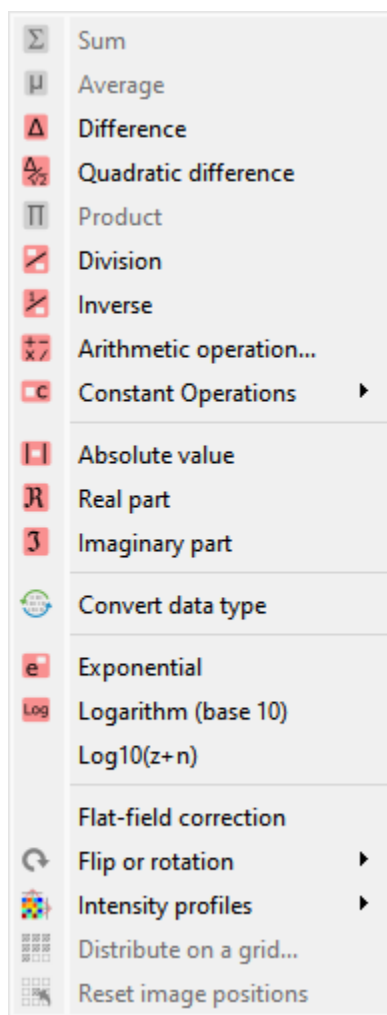 Σ Sum
μ Average
Δ Difference
Δ/√2 Quadratic difference
Π Product
Division
1 Inverse
+ − × / Arithmetic operation...
C Constant Operations
| | Absolute value
ℜ Real part
ℑ Imaginary part
Convert data type
e Exponential
Log Logarithm (base 10)
Log10(z+n)
Flat-field correction
Flip or rotation
Intensity profiles
Distribute on a grid...
Reset image positions